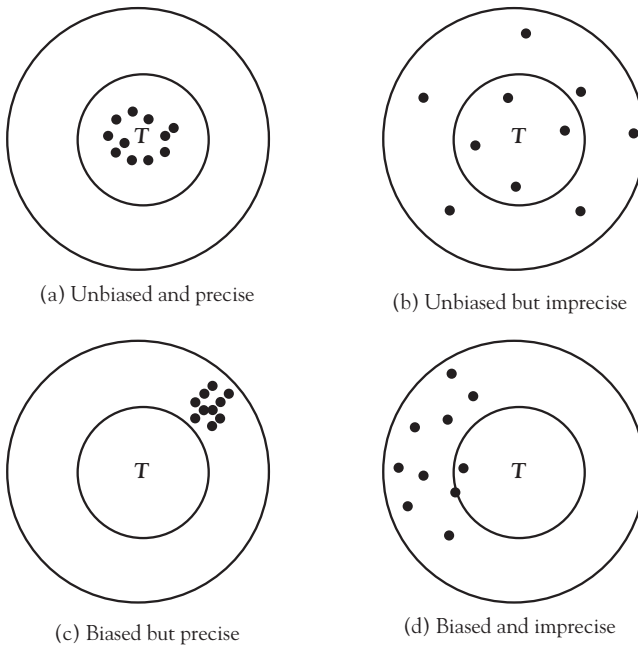 T
T
(a) Unbiased and precise
(b) Unbiased but imprecise
T
T
(c) Biased but precise
(d) Biased and imprecise